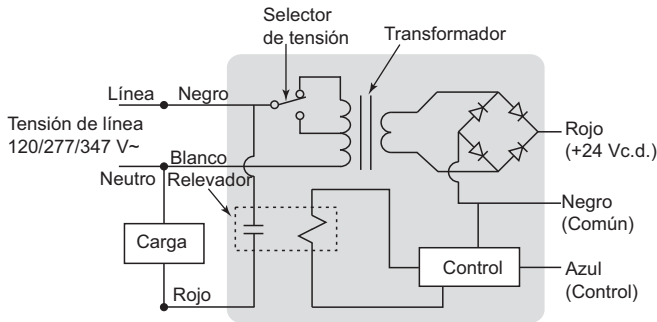 Selector
de tensión
Transformador
Línea
Negro
Tensión de línea
120/277/347 V~
Rojo
(+24 Vc.d.)
Blanco
Neutro
Relevador
Negro
(Común)
Carga
Control
Azul
(Control)
Rojo